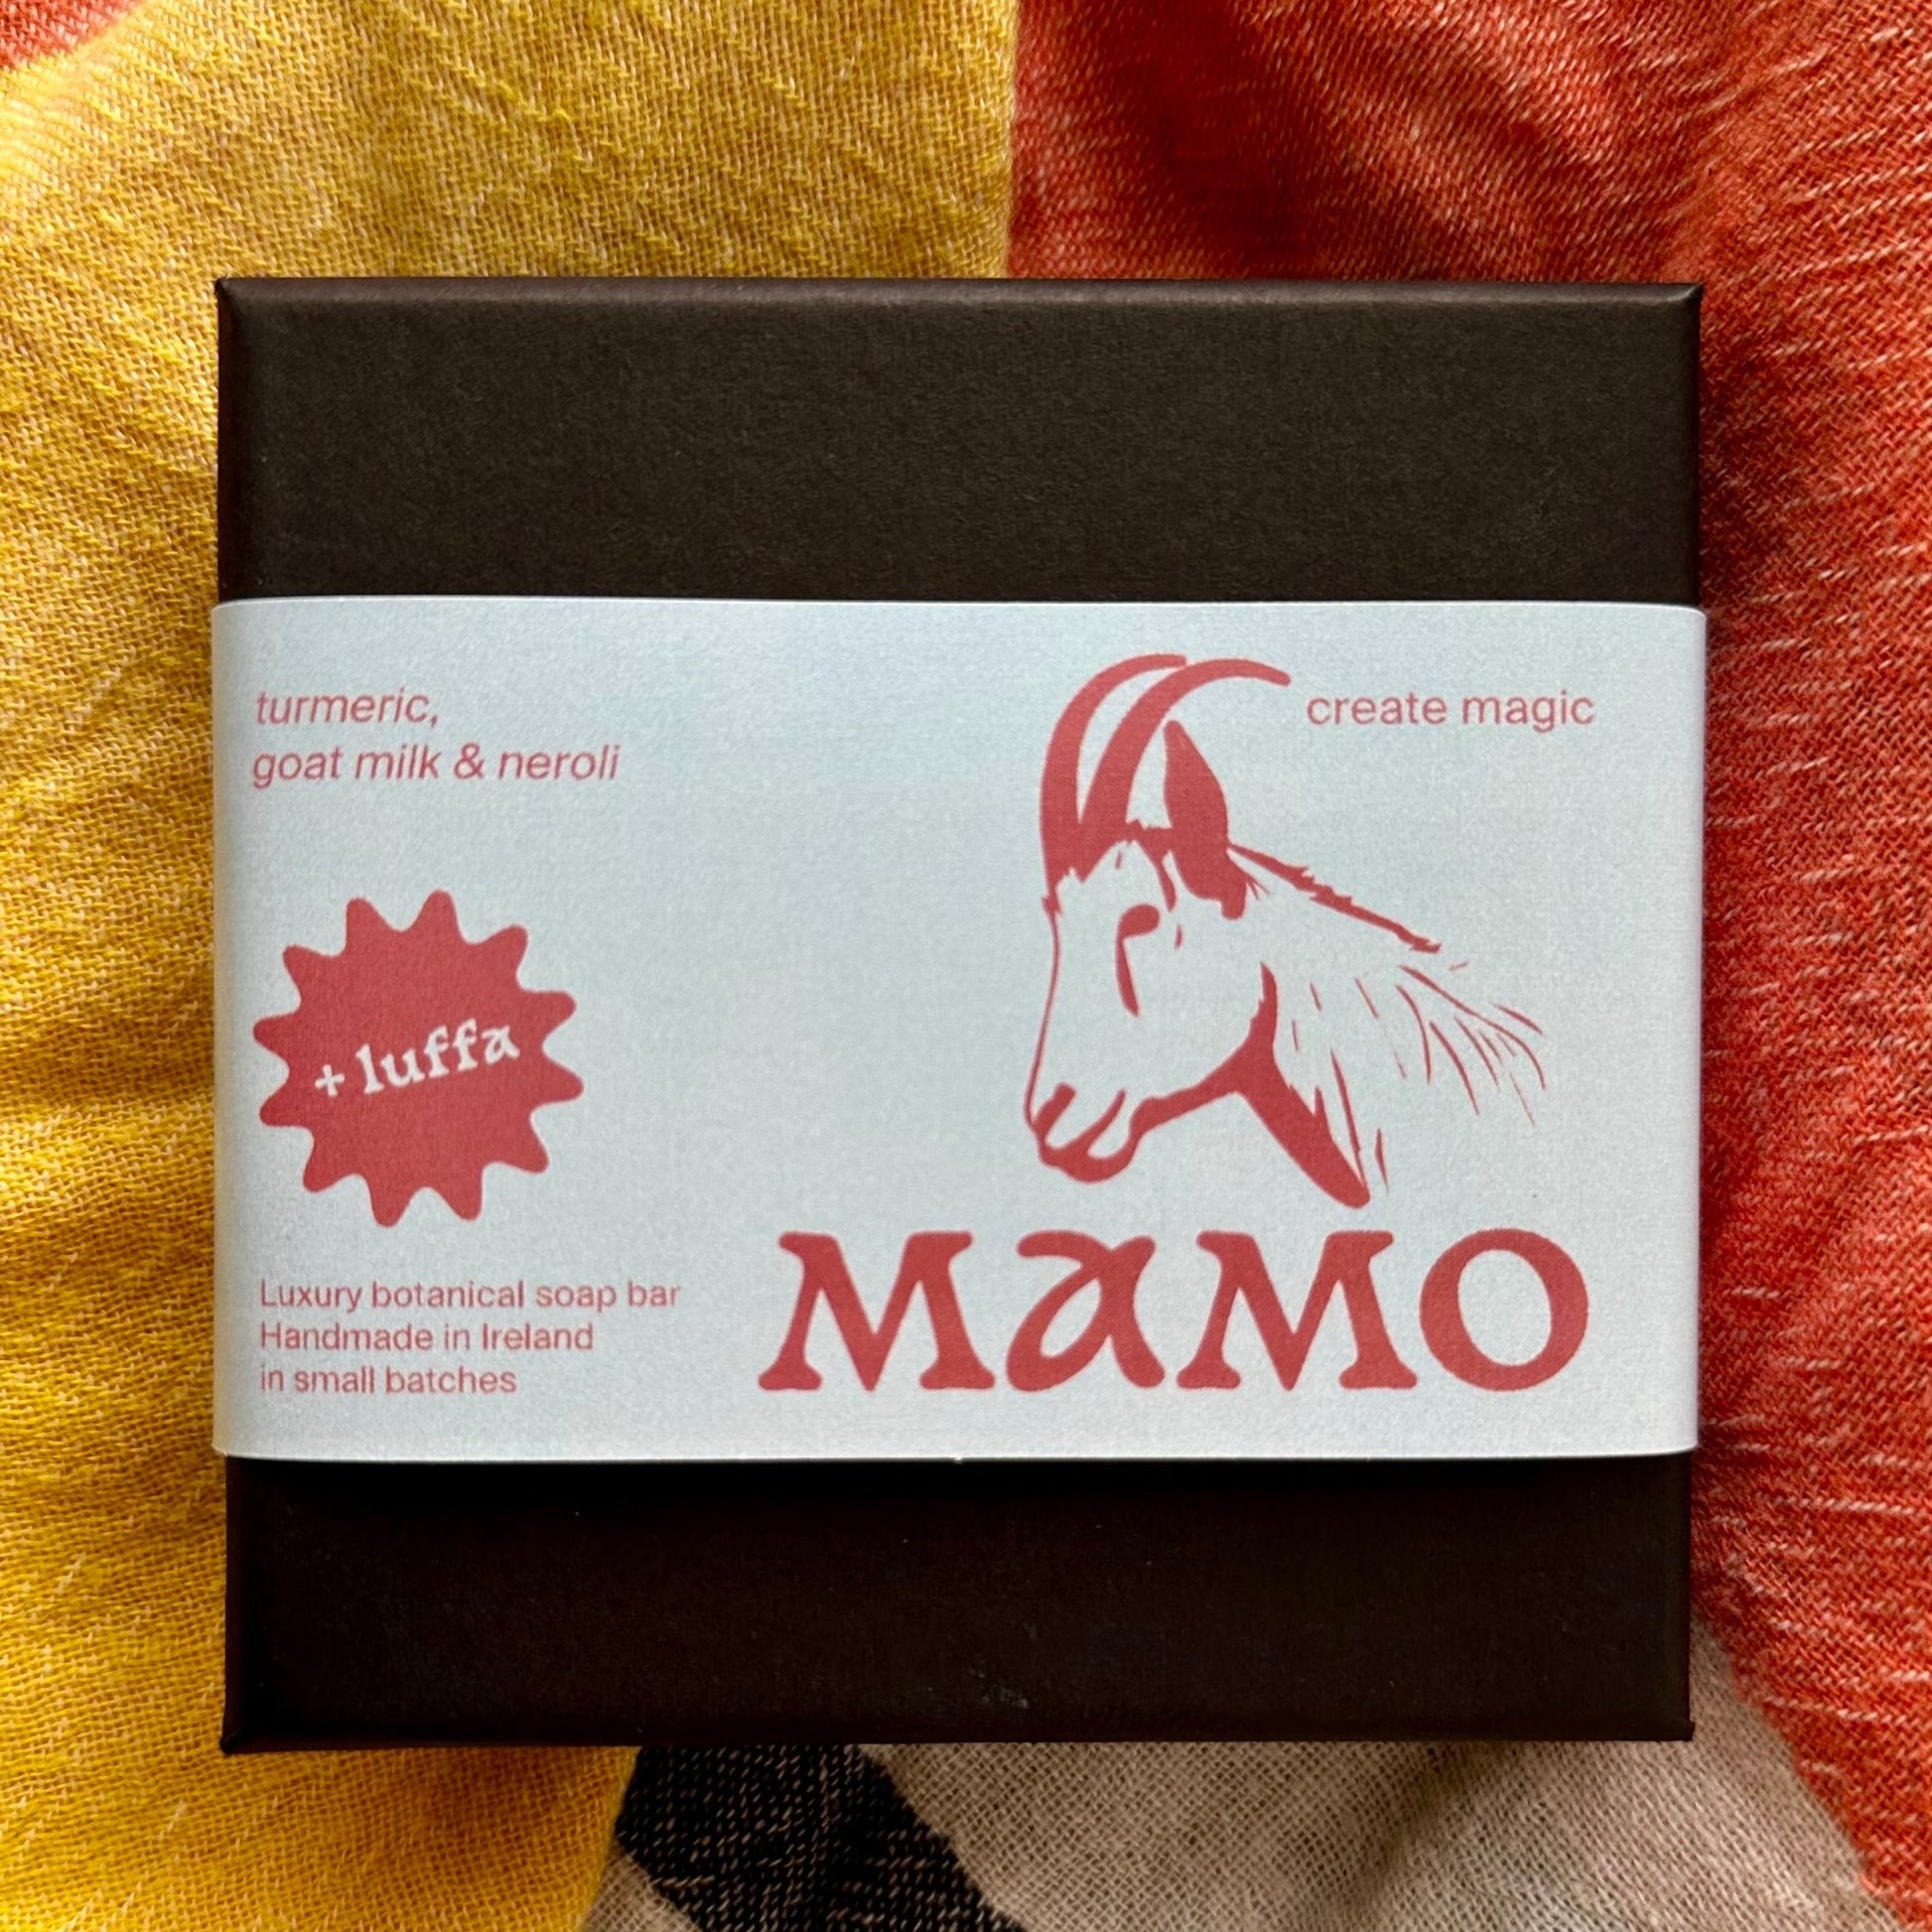 turmeric,
goat milk & neroli
create magic
+ luffa
Luxury botanical soap bar
Handmade in Ireland
in small batches
MaMO